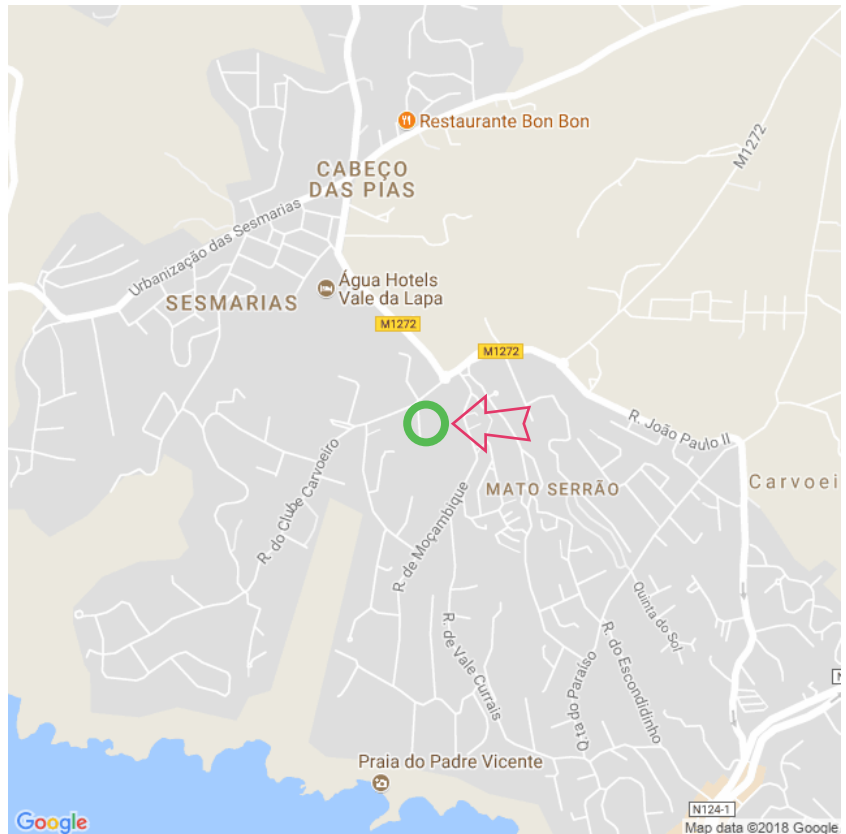 Restaurante Bon Bon
M1272
CABEÇO
DAS PIAS
Urbanização das Sesmarias
Água Hotels
Vale da Lapa
SESMARIAS
M1272
M1272
R. João Paulo II
R. do Clube Carvoeiro
MATO SERRÃO
Carvoei
R. de Moçambique
Quinta do Sol
R. de Vale Currais
Q.ta do Paraíso
R. do Escondidinho
N
Praia do Padre Vicente
N124-1
Google
Map data ©2018 Google